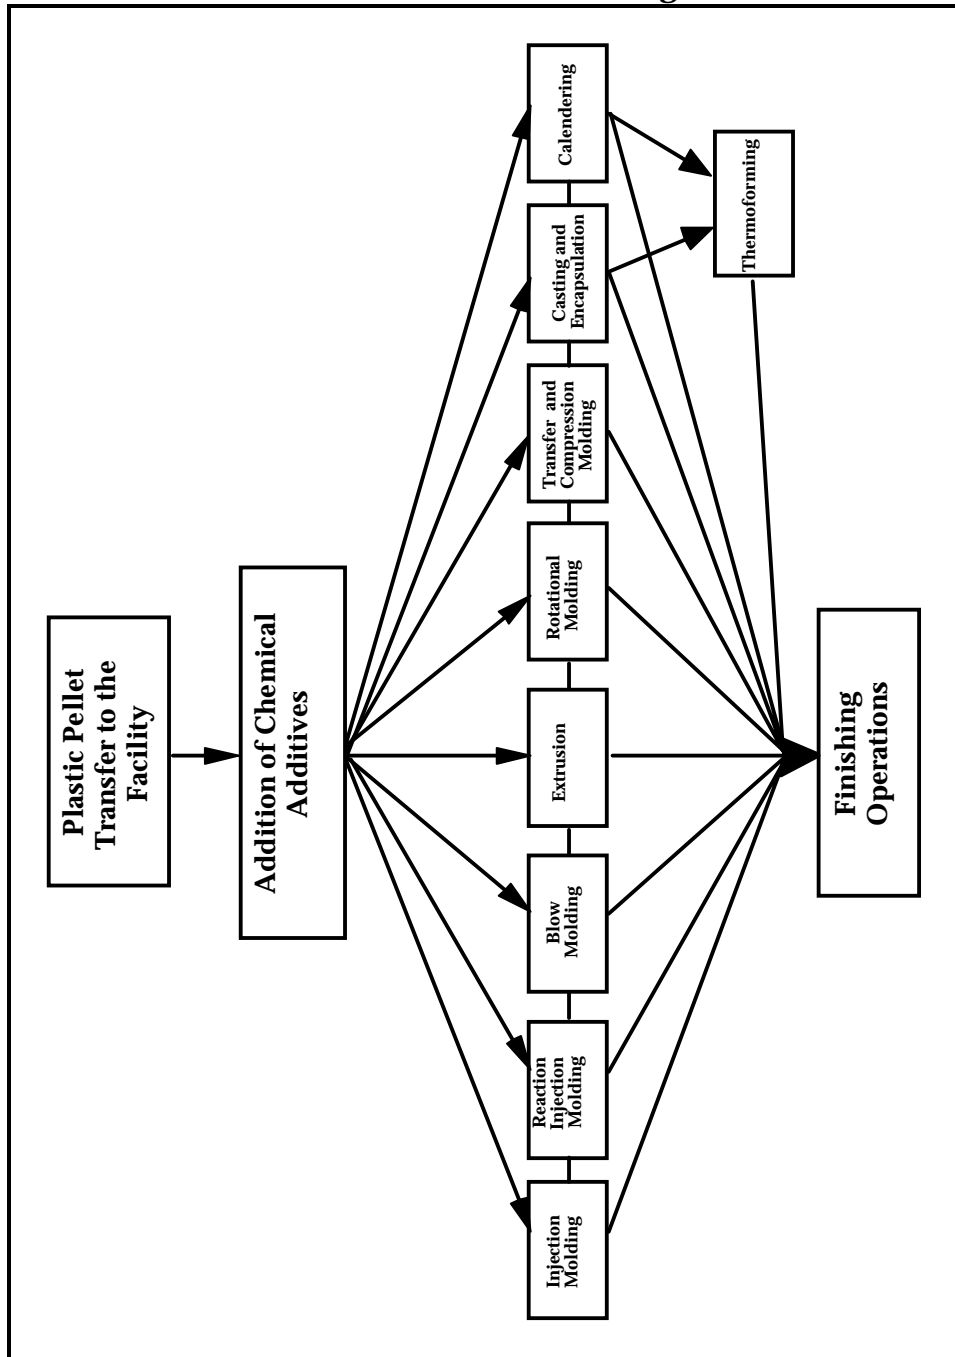 Plastic Pellet
Transfer to the
Facility
Addition of Chemical
Additives
Injection
Molding
Reaction
Injection
Molding
Blow
Molding
Extrusion
Rotational
Molding
Transfer and
Compression
Molding
Casting and
Encapsulation
Calendering
Thermoforming
Finishing
Operations